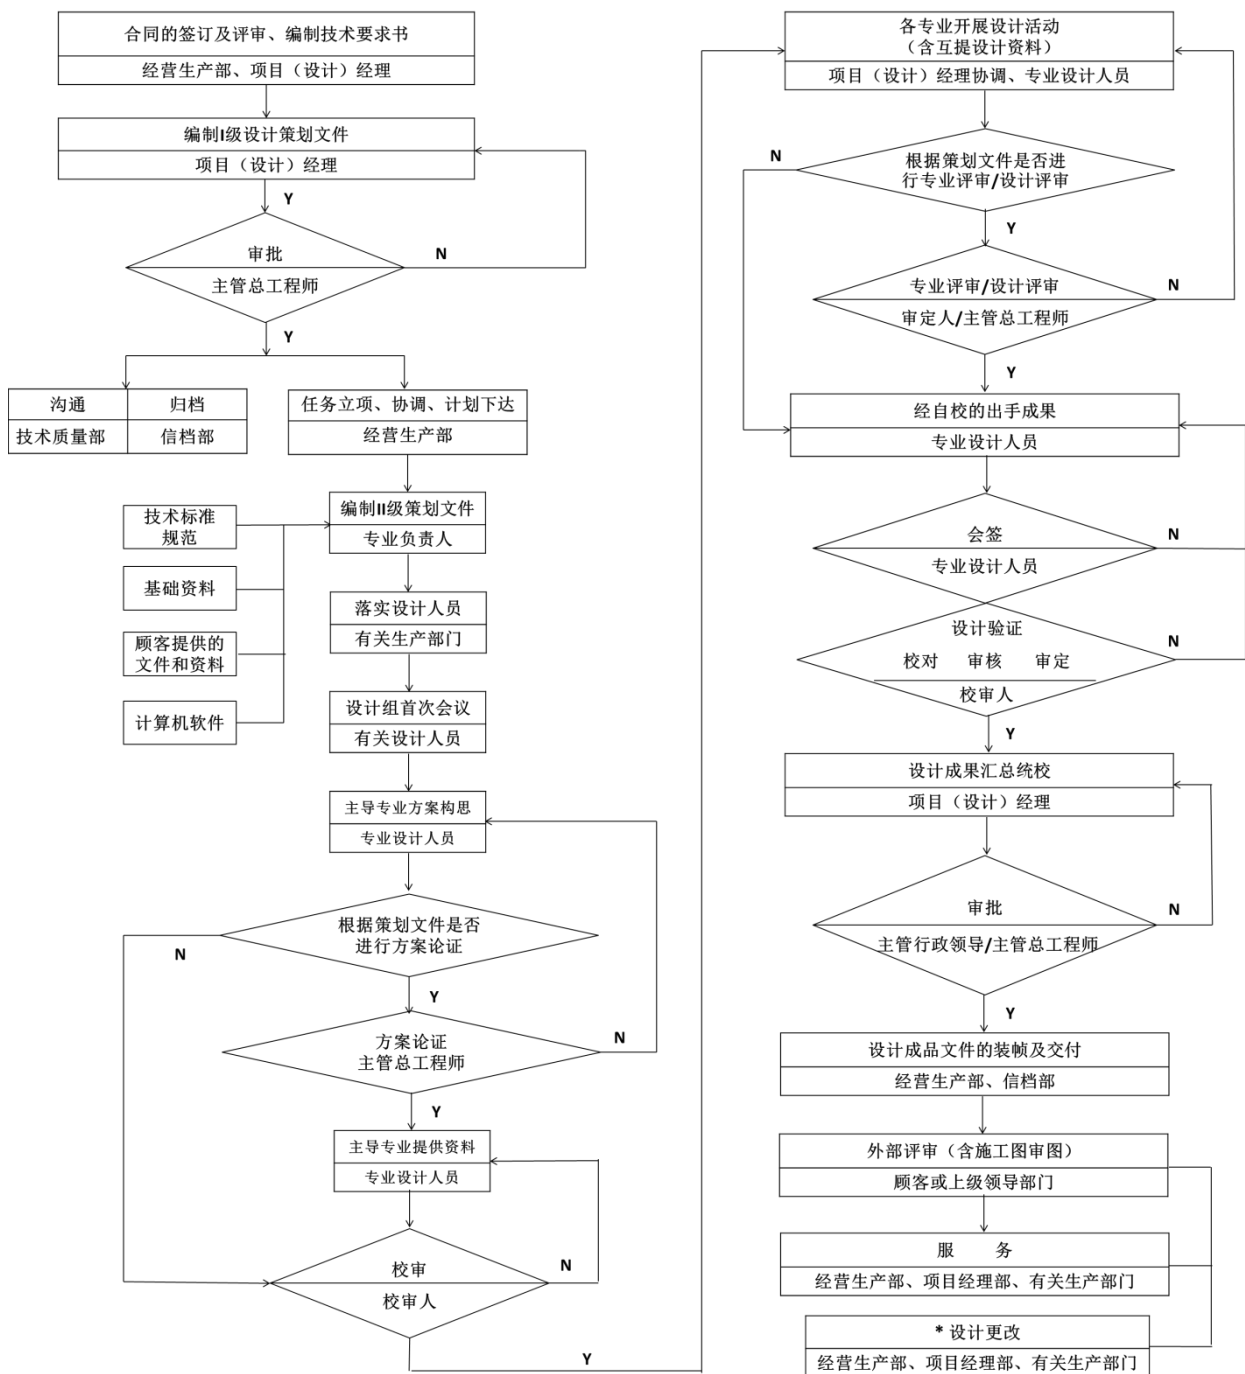 合同的签订及评审、编制技术要求书
经营生产部、项目（设计）经理
编制I级设计策划文件
项目（设计）经理
Y
审批
N
主管总工程师
Y
沟通
归档
技术质量部
信档部
任务立项、协调、计划下达
经营生产部
技术标准
规范
基础资料
顾客提供的
文件和资料
计算机软件
编制II级策划文件
专业负责人
落实设计人员
有关生产部门
设计组首次会议
有关设计人员
主导专业方案构思
专业设计人员
根据策划文件是否
进行方案论证
N
Y
方案论证
主管总工程师
N
Y
主导专业提供资料
专业设计人员
校审
N
校审人
Y
各专业开展设计活动
（含互提设计资料）
项目（设计）经理协调、专业设计人员
N
根据策划文件是否进
行专业评审/设计评审
Y
专业评审/设计评审
N
审定人/主管总工程师
Y
经自校的出手成果
专业设计人员
会签
N
专业设计人员
设计验证
N
校对 审核 审定
校审人
Y
设计成果汇总统校
项目（设计）经理
审批
N
主管行政领导/主管总工程师
Y
设计成品文件的装帧及交付
经营生产部、信档部
外部评审（含施工图审图）
顾客或上级领导部门
服 务
经营生产部、项目经理部、有关生产部门
* 设计更改
经营生产部、项目经理部、有关生产部门